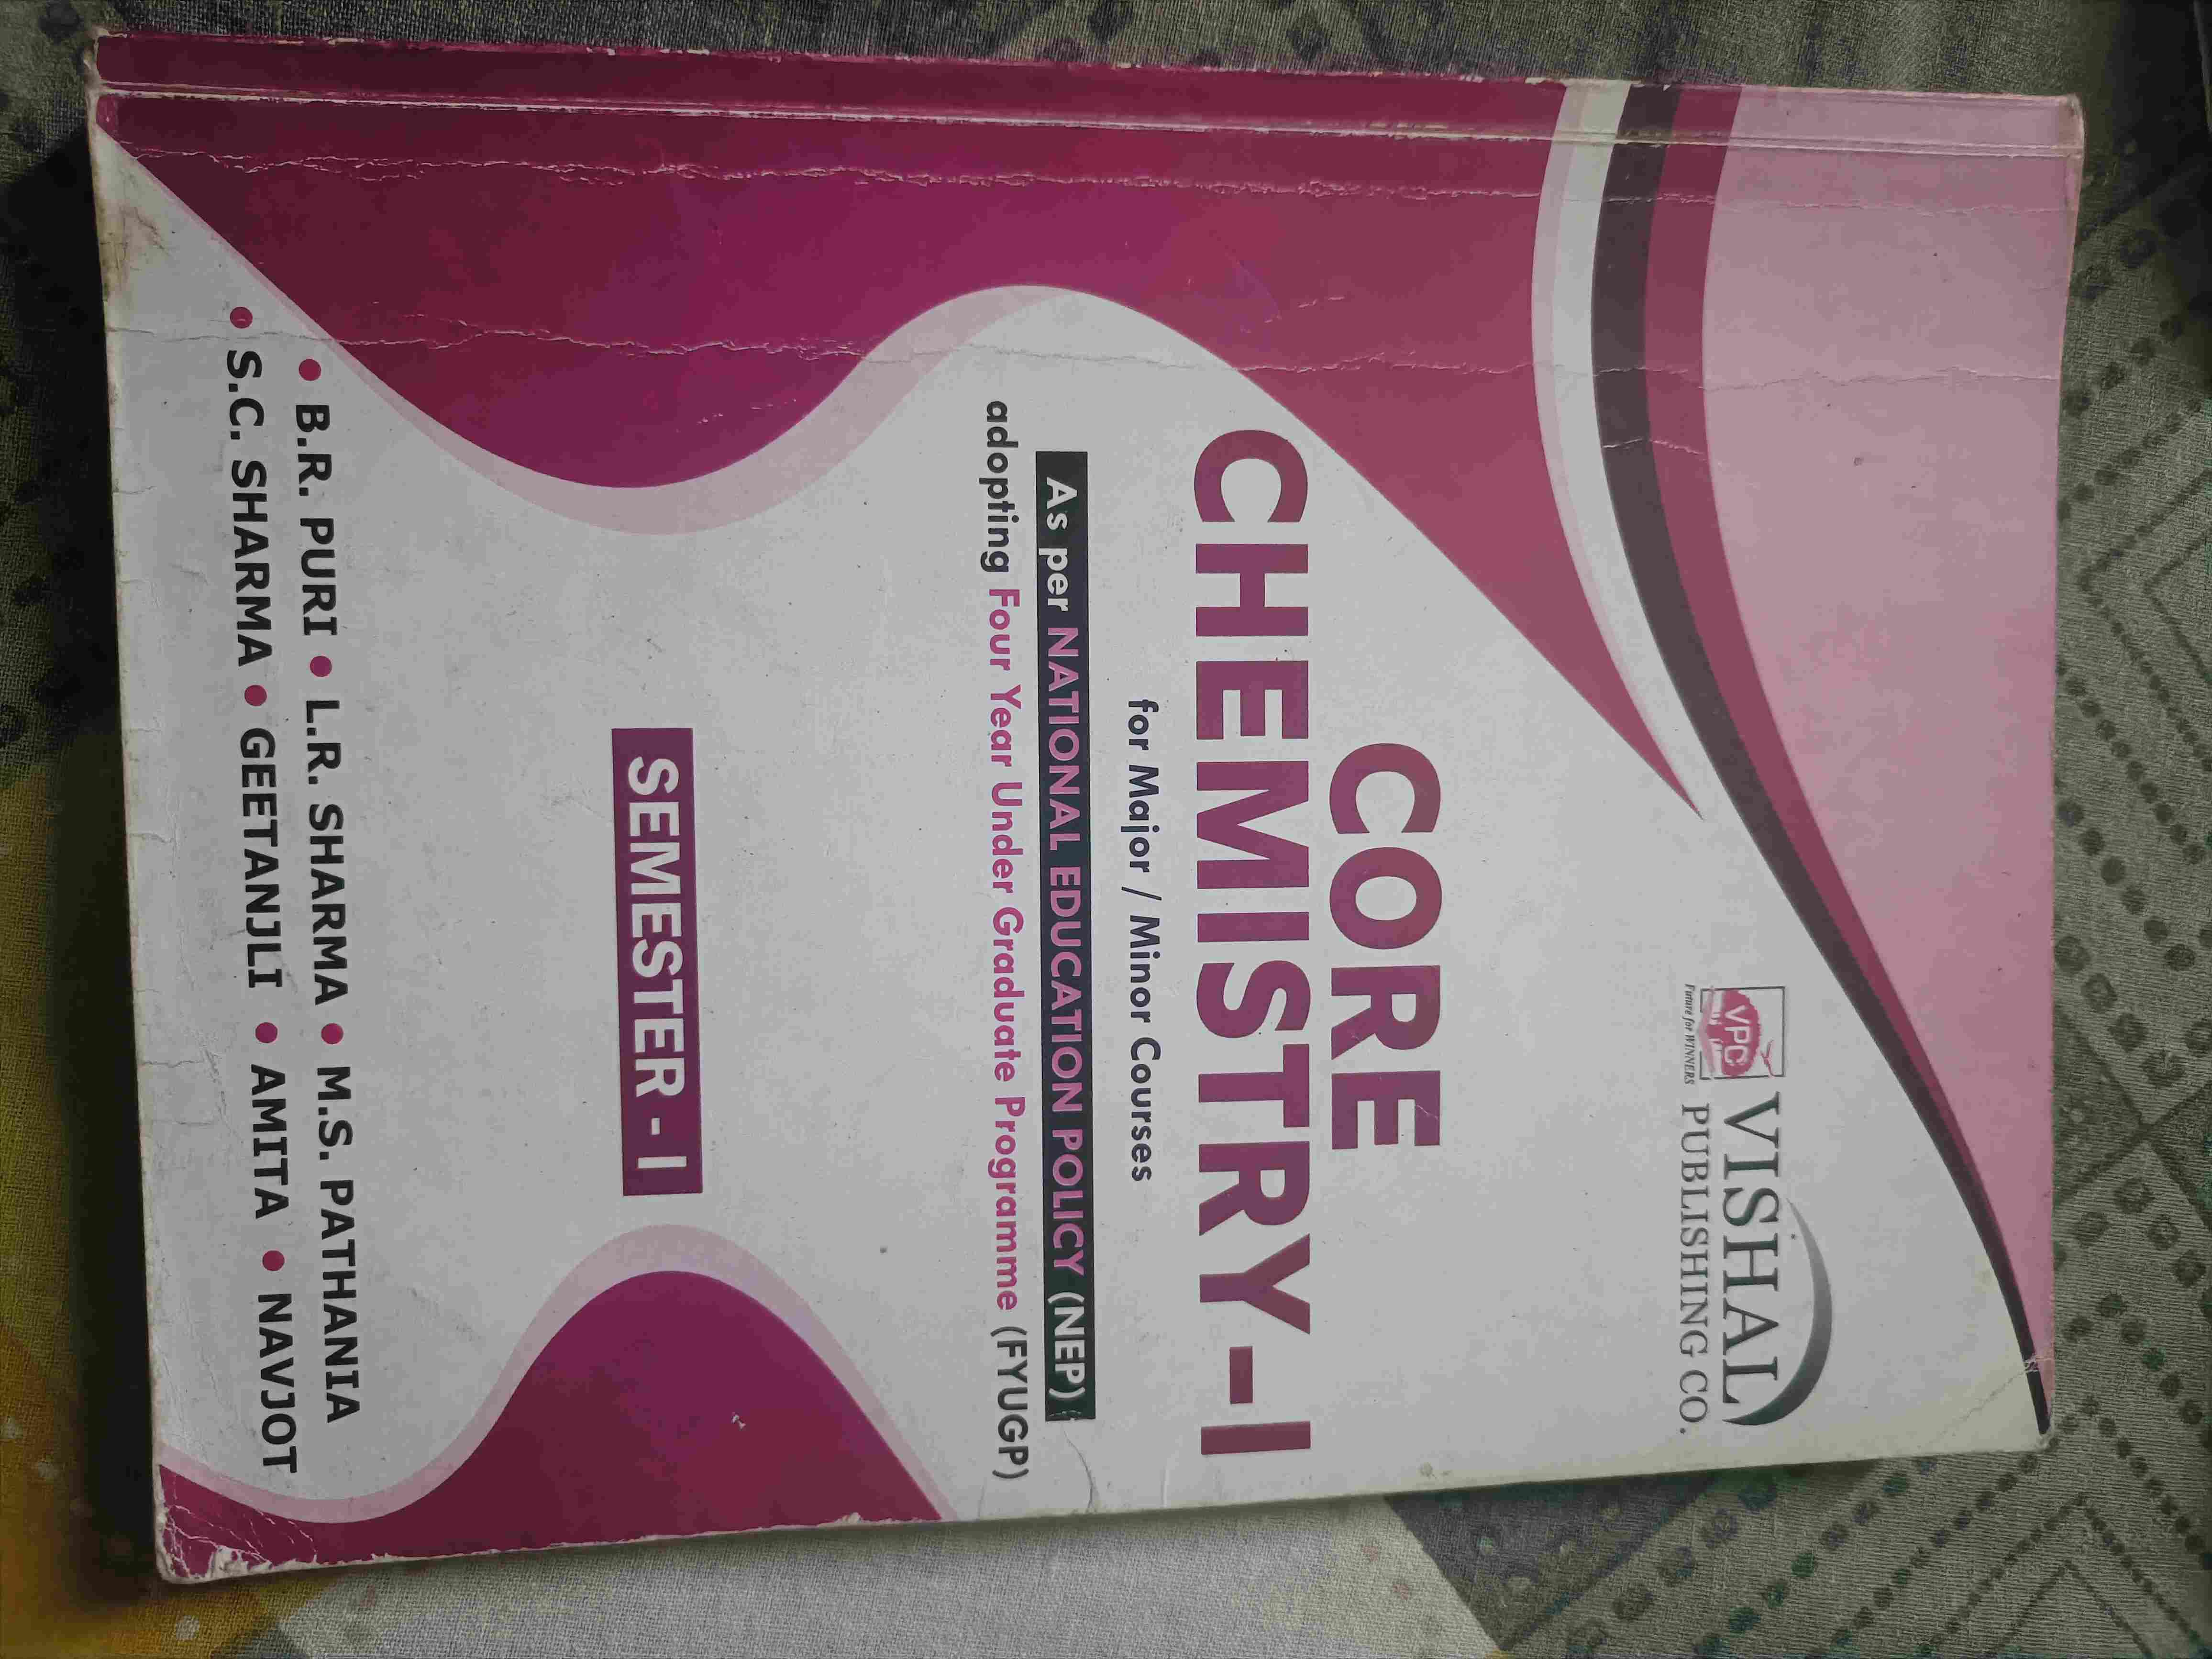 VPC
Future for WINNERS
VISHAL
PUBLISHING CO.
CORE
CHEMISTRY-I
for Major / Minor Courses
As per NATIONAL EDUCATION POLICY (NEP)
adopting Four Year Under Graduate Programme (FYUGP)
SEMESTER - I
• B.R. PURI • L.R. SHARMA • M.S. PATHANIA
• S.C. SHARMA • GEETANJLI • AMITA • NAVJOT